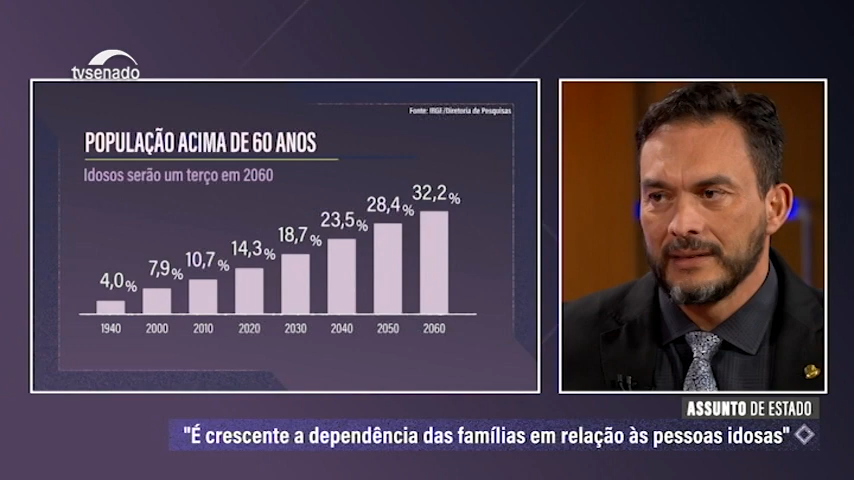 tvsenado
Fonte: IBGE/Diretoria de Pesquisas
POPULAÇÃO ACIMA DE 60 ANOS
Idosos serão um terço em 2060
4,0% 7,9% 10,7% 14,3% 18,7% 23,5% 28,4% 32,2%
1940 2000 2010 2020 2030 2040 2050 2060
ASSUNTO DE ESTADO
"É crescente a dependência das famílias em relação às pessoas idosas"